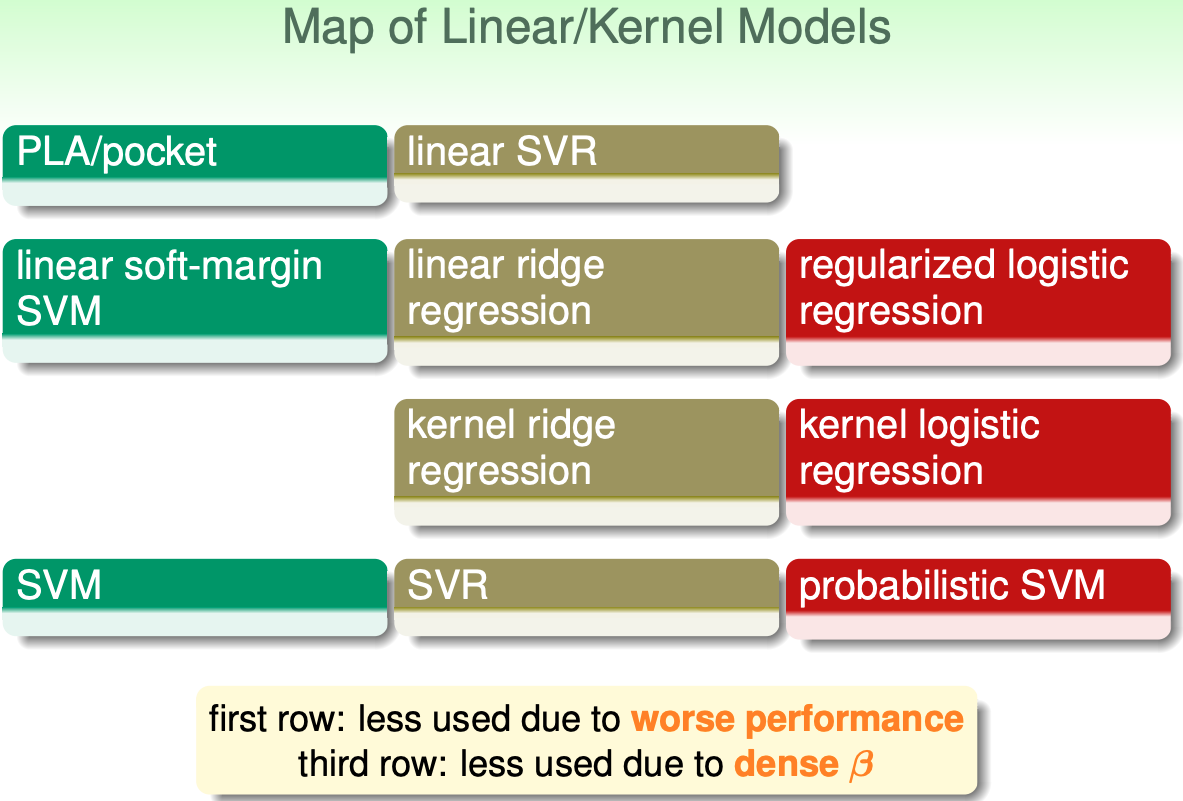 Map of Linear/Kernel Models
PLA/pocket
linear SVR
linear soft-margin
SVM
linear ridge
regression
regularized logistic
regression
kernel ridge
regression
kernel logistic
regression
SVM
SVR
probabilistic SVM
first row: less used due to worse performance
third row: less used due to dense β